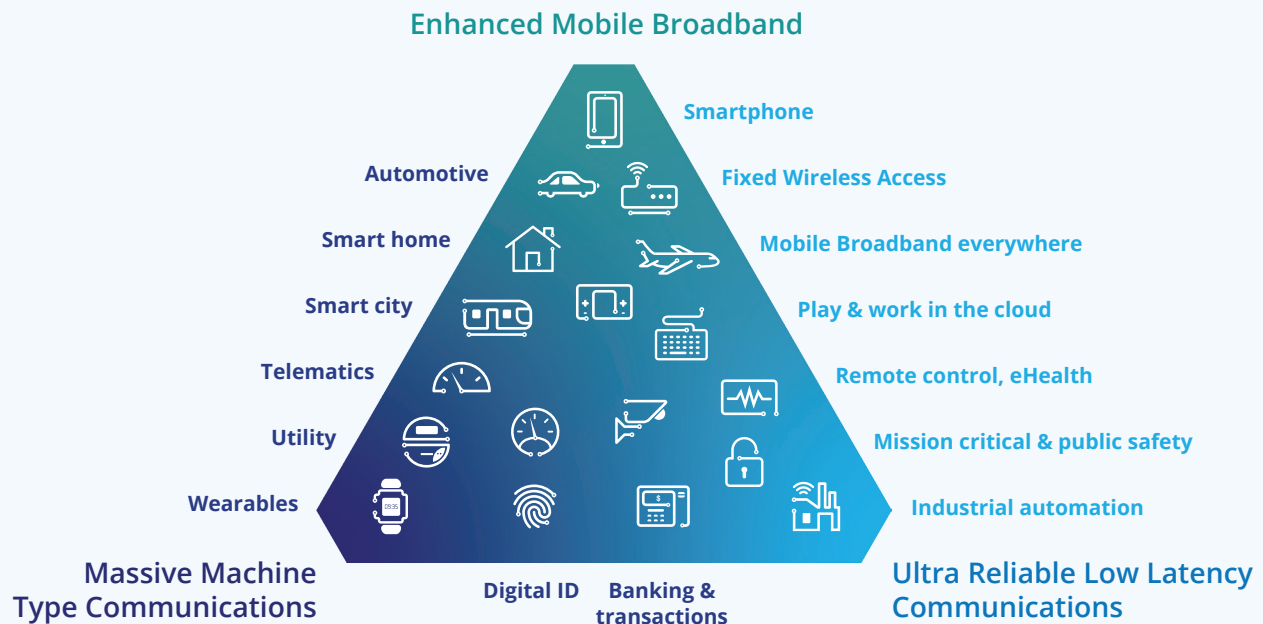 Enhanced Mobile Broadband
Smartphone
Automotive
Fixed Wireless Access
Smart home
Mobile Broadband everywhere
Smart city
Play & work in the cloud
Telematics
Remote control, eHealth
Utility
Mission critical & public safety
Wearables
09:35
$
Industrial automation
Massive Machine
Type Communications
Digital ID
Banking &
transactions
Ultra Reliable Low Latency
Communications